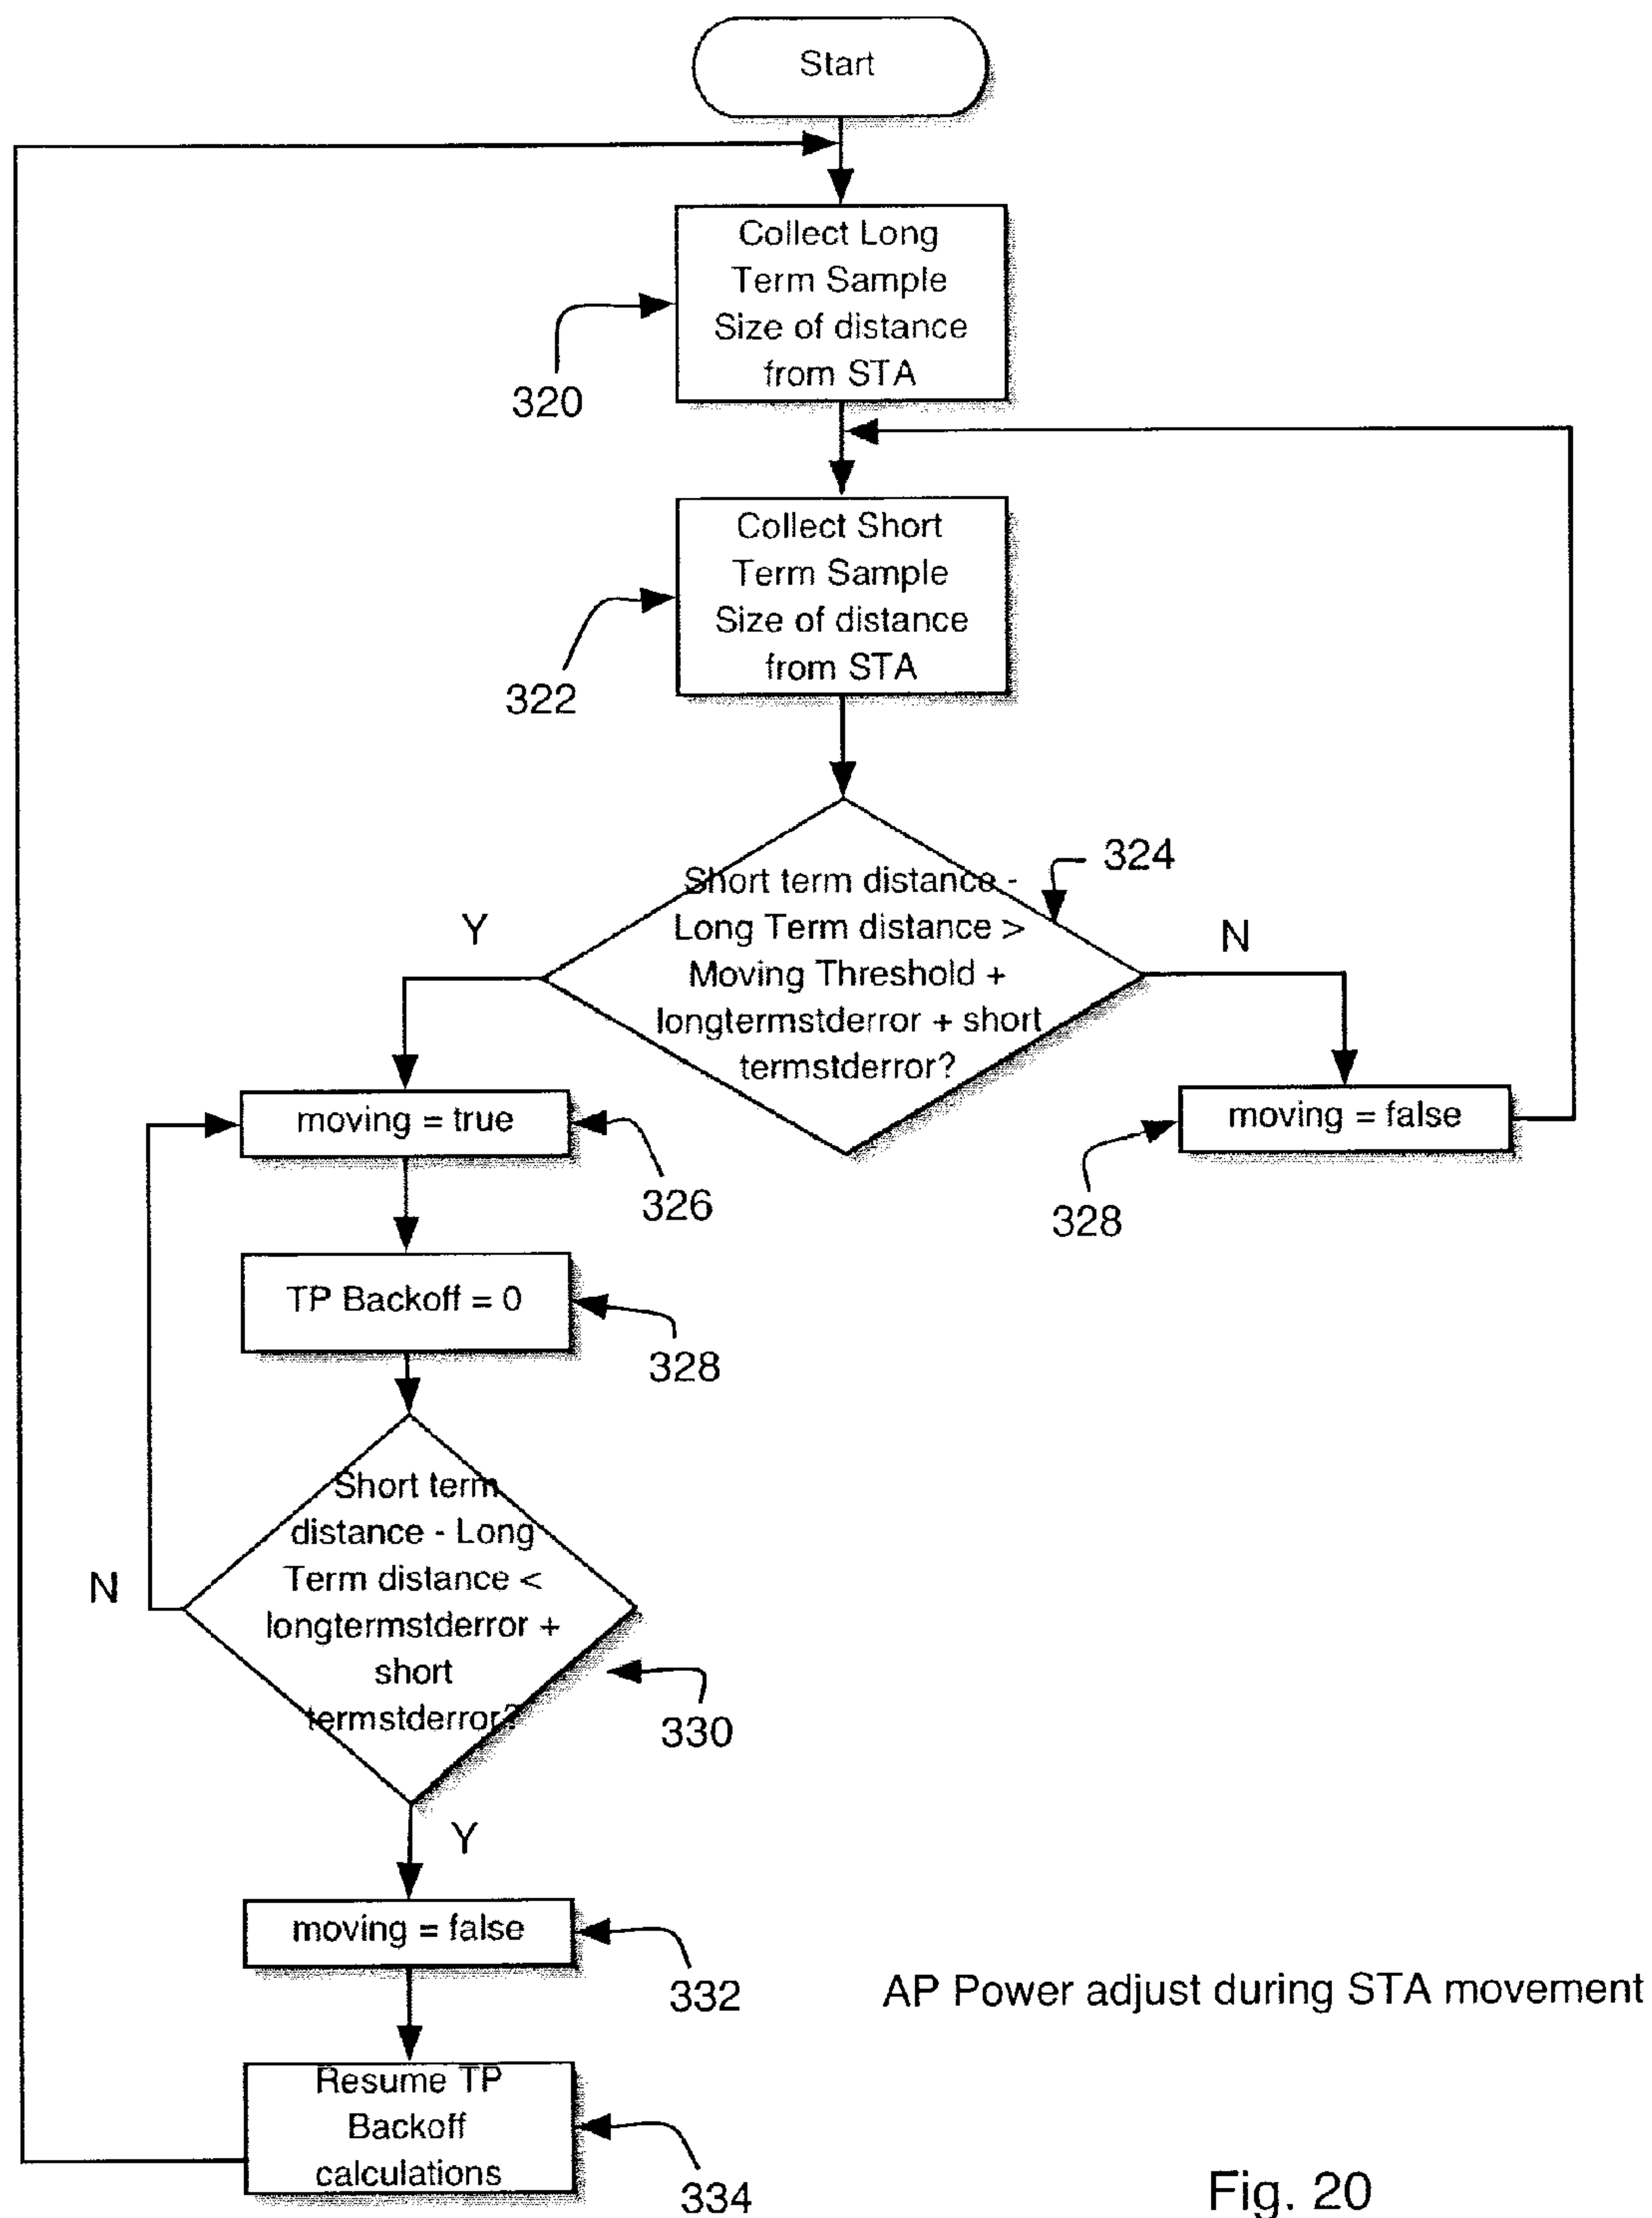 Start
Collect Long
Term Sample
Size of distance
from STA
320
Collect Short
Term Sample
Size of distance
from STA
322
324
Short term distance -
Long Term distance >
Moving Threshold +
longtermstderror + short
termstderror?
Y
N
moving = true
326
moving = false
328
TP Backoff = 0
328
Short term
distance - Long
Term distance <
longtermstderror +
short
termstderror?
N
330
Y
moving = false
332
AP Power adjust during STA movement
Resume TP
Backoff
calculations
334
Fig. 20